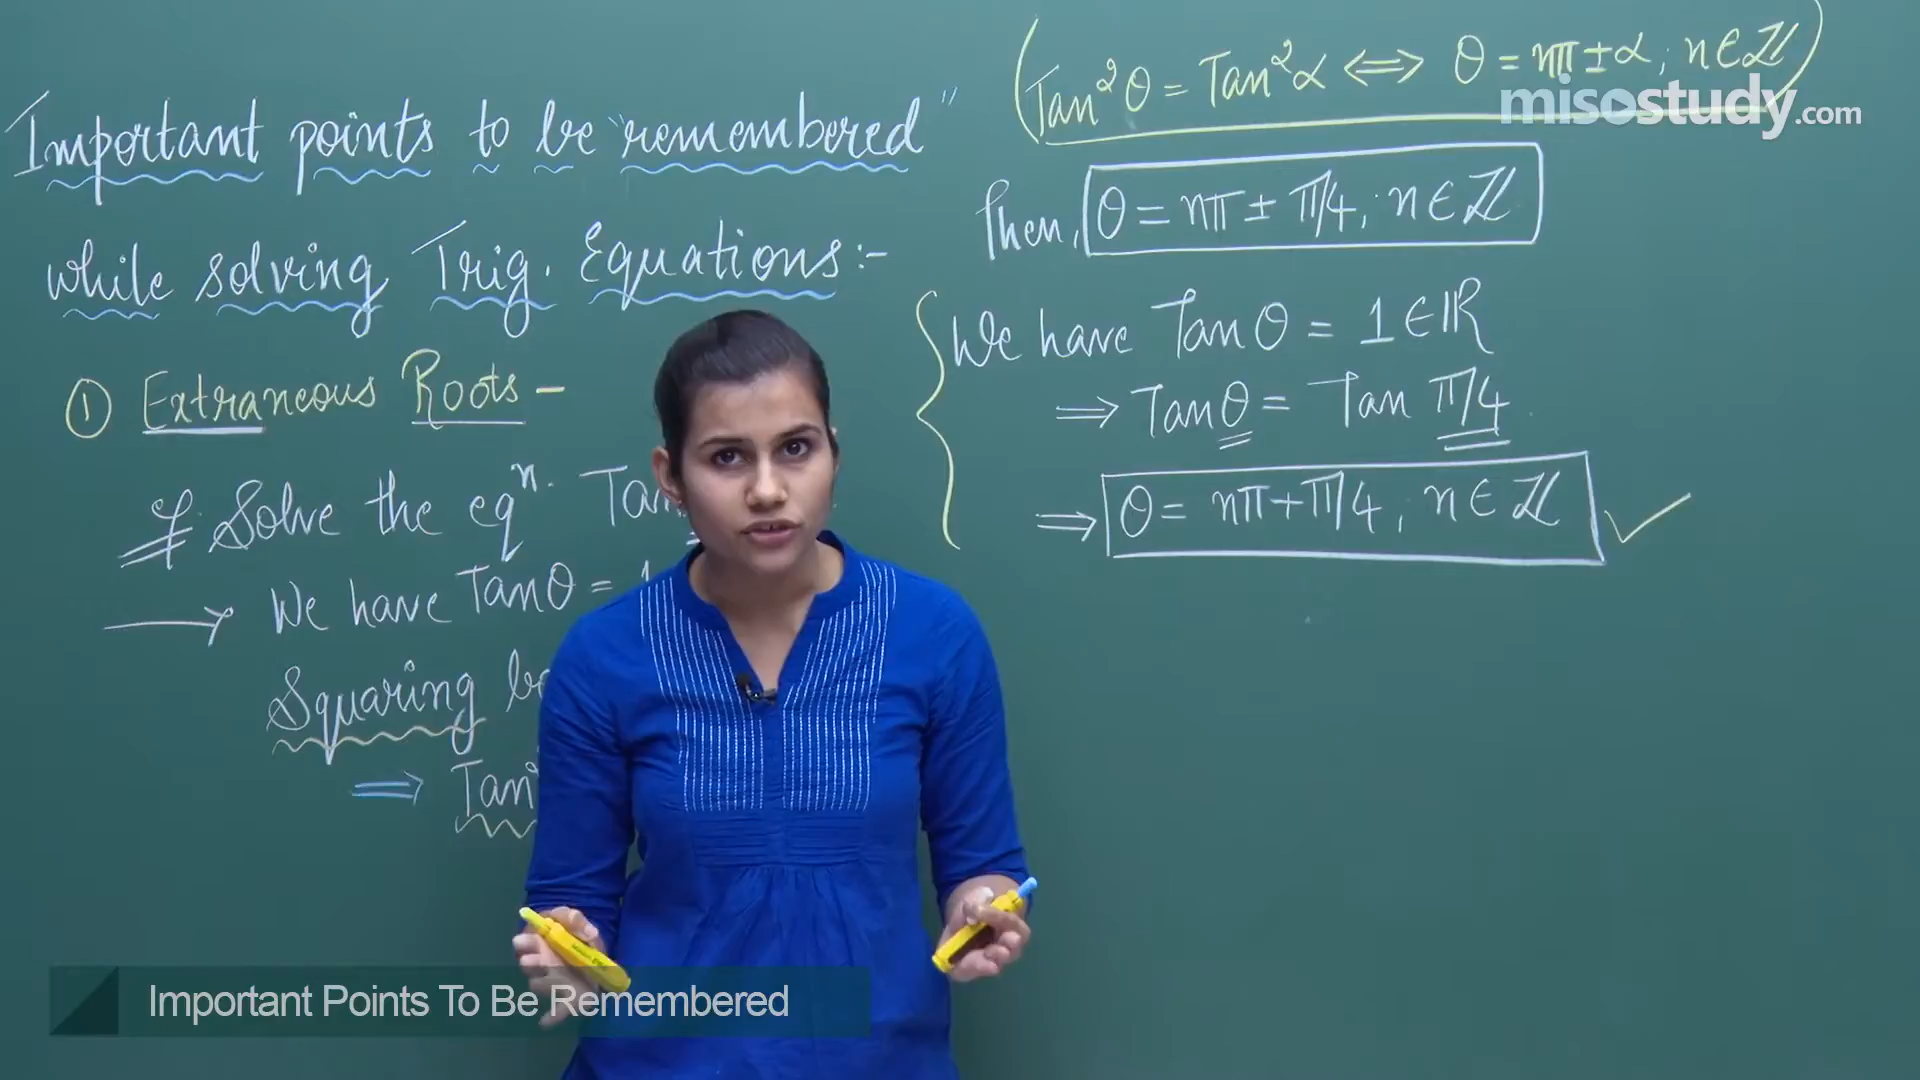 Important points to be "remembered"
while solving Trig. Equations:-
① Extraneous Roots -
Solve the eqⁿ. Tan
We have Tanθ = 1
Squaring
⇒ Tan²
(Tan²θ = Tan²α ⟺ θ = nπ ± α; n∈ℤ)
misostudy.com
Then, θ = nπ ± π/4, n∈ℤ
We have Tanθ = 1 ∈ ℝ
⇒ Tanθ = Tan π/4
⇒ θ = nπ + π/4, n∈ℤ ✓
Important Points To Be Remembered